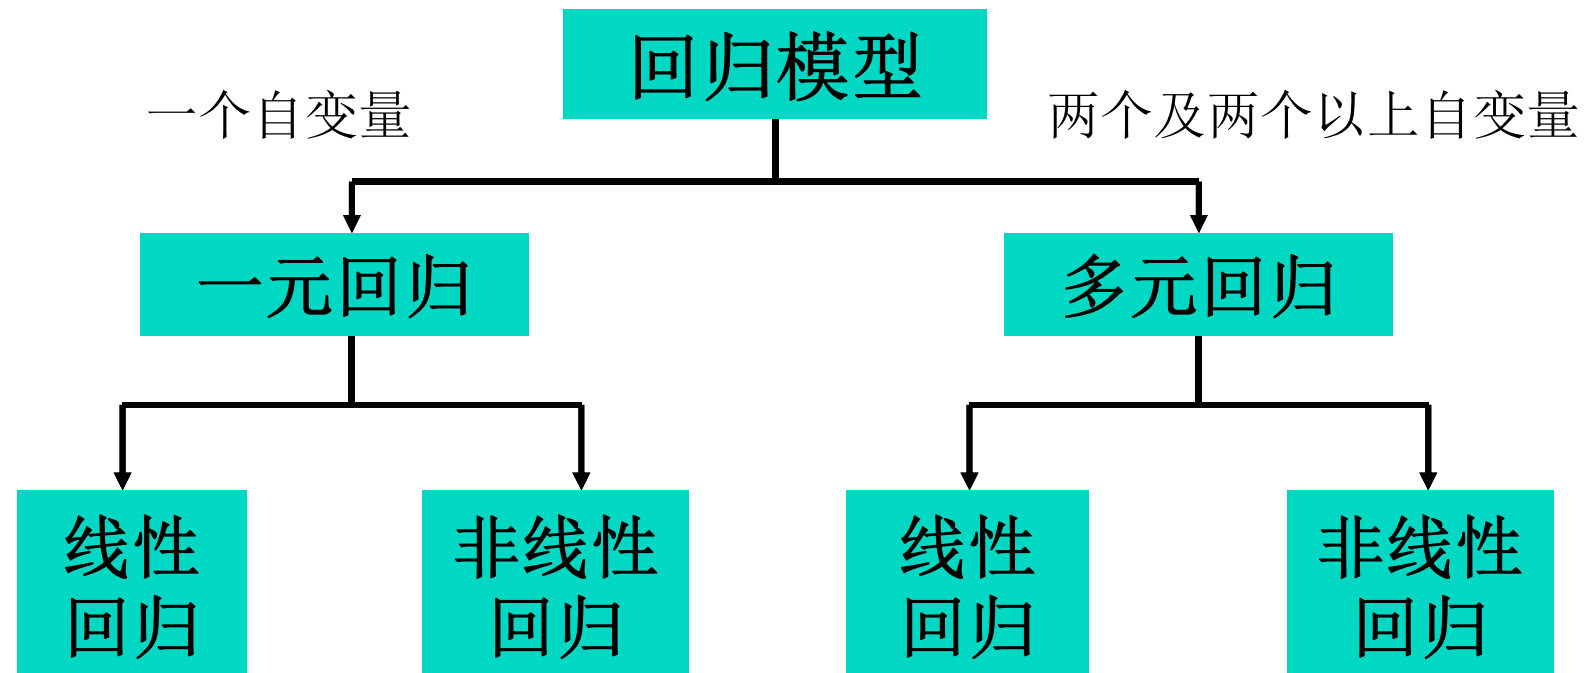 回归模型
一个自变量
两个及两个以上自变量
一元回归
多元回归
线性
回归
非线性
回归
线性
回归
非线性
回归